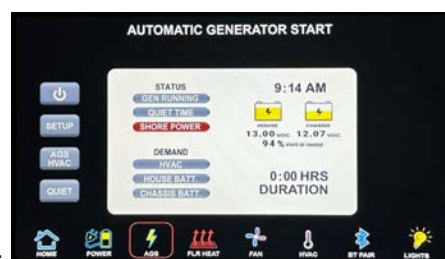 AUTOMATIC GENERATOR START
STATUS
GEN RUNNING
QUIET TIME
SHORE POWER
DEMAND
HVAC
HOUSE BATT.
CHASSIS BATT.
9:14 AM
HOUSE CHASSIS
13.00 VDC 12.07 VDC
94 % STATE OF CHARGE
0:00 HRS
DURATION
SETUP
AGS
HVAC
QUIET
HOME POWER AGS FLR HEAT FAN HVAC BT PAIR LIGHTS